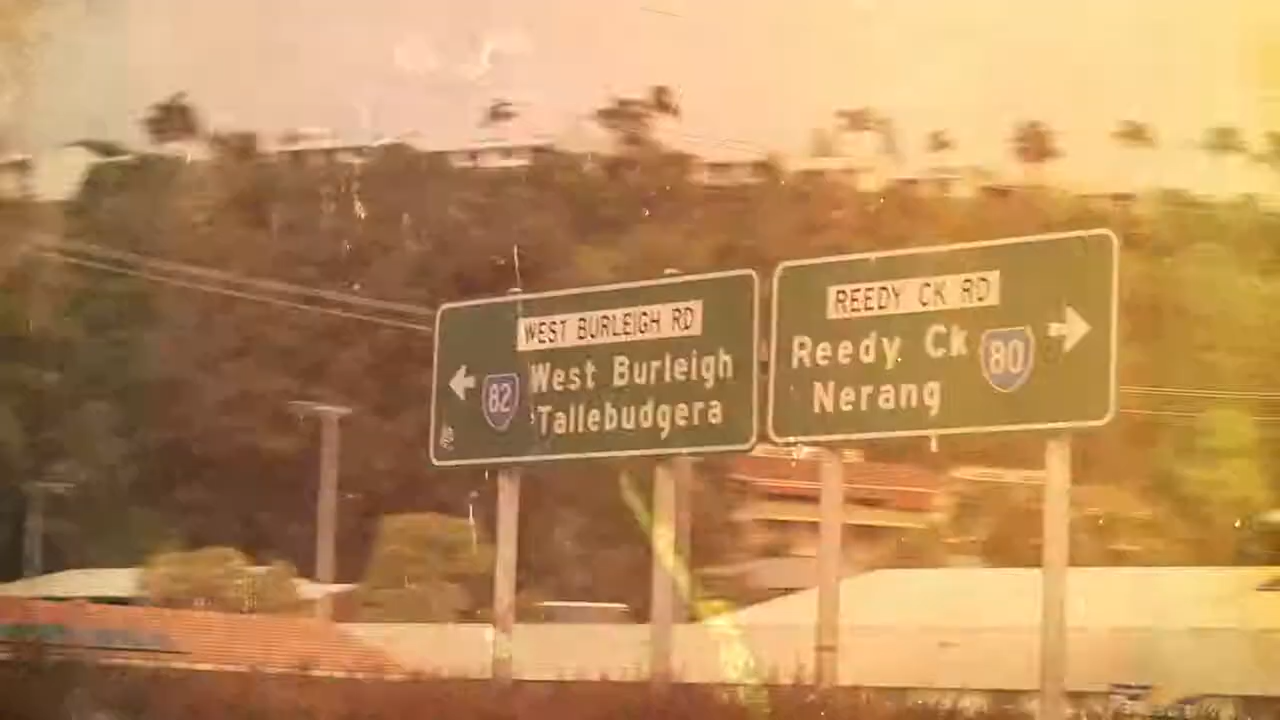 WEST BURLEIGH RD
82 West Burleigh
Tallebudgera
REEDY CK RD
Reedy Ck 80
Nerang